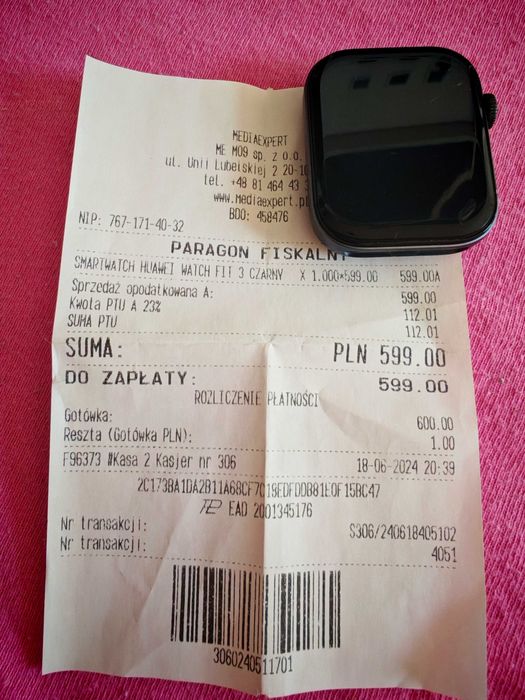 MEDIAEXPERT
ME M09 sp. z o.o.
ul. Unii Lubelskiej 2 20-10
tel. +48 81 464 43 3
www.mediaexpert.pl
BDO: 458476
NIP: 767-171-40-32
PARAGON FISKALNY
SMARTWATCH HUAWEI WATCH FIT 3 CZARNY X 1.000*599.00 599.00A
Sprzedaż opodatkowana A: 599.00
Kwota PTU A 23% 112.01
SUMA PTU 112.01
SUMA: PLN 599.00
DO ZAPŁATY: 599.00
ROZLICZENIE PŁATNOŚCI
Gotówka: 600.00
Reszta (Gotówka PLN): 1.00
F96373 #Kasa 2 Kasjer nr 306 18-06-2024 20:39
EAD 2001345176
Nr transakcji: S306/240618405102
Nr transakcji: 4051
3060240511701